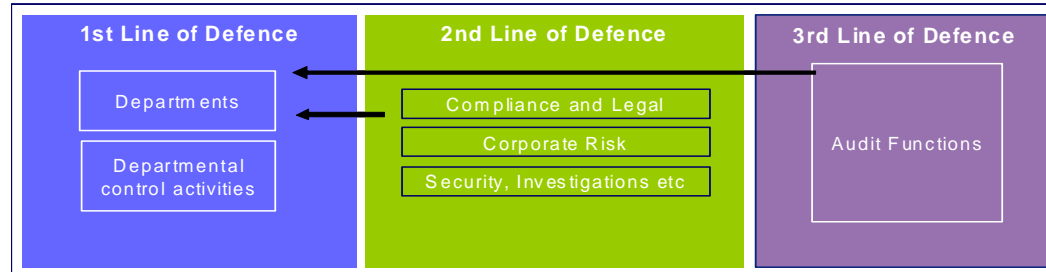 1st Line of Defence
Departments
Departmental
control activities
2nd Line of Defence
Compliance and Legal
Corporate Risk
Security, Investigations etc
3rd Line of Defence
Audit Functions